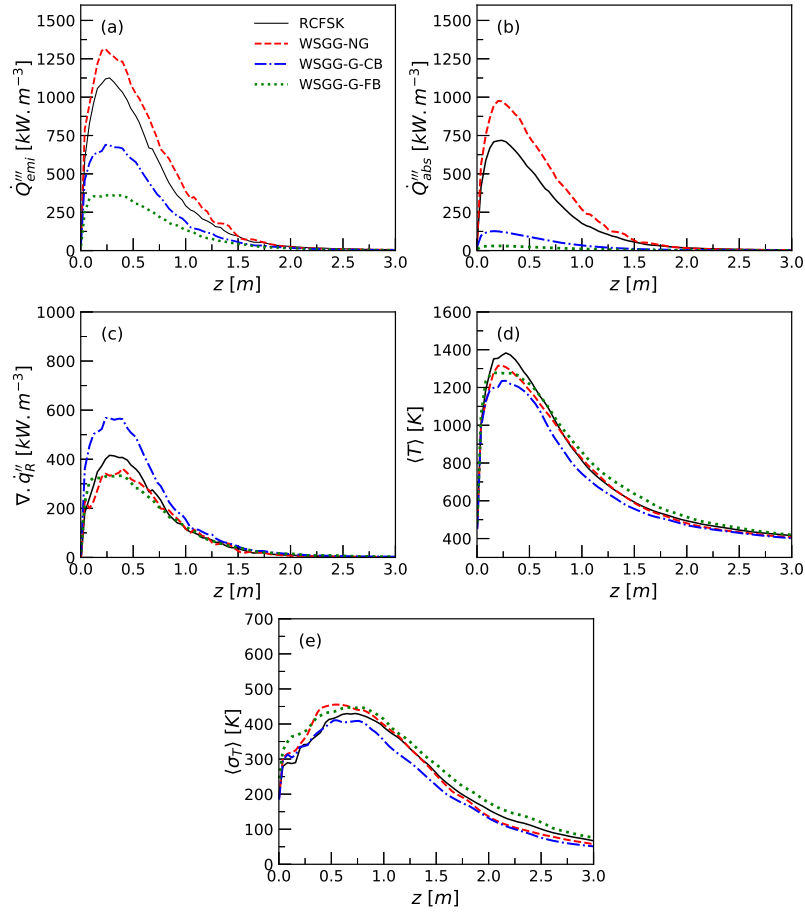 (a)
RCFSK
WSGG-NG
WSGG-G-CB
WSGG-G-FB
1500
1250
1000
750
500
250
0
0.0 0.5 1.0 1.5 2.0 2.5 3.0
z [m]
Q̇‴emi [kW.m⁻³]
(b)
1500
1250
1000
750
500
250
0
0.0 0.5 1.0 1.5 2.0 2.5 3.0
z [m]
Q̇‴abs [kW.m⁻³]
(c)
1000
800
600
400
200
0
0.0 0.5 1.0 1.5 2.0 2.5 3.0
z [m]
∇.q̇″R [kW.m⁻³]
(d)
1600
1400
1200
1000
800
600
400
0.0 0.5 1.0 1.5 2.0 2.5 3.0
z [m]
⟨T⟩ [K]
(e)
700
600
500
400
300
200
100
0
0.0 0.5 1.0 1.5 2.0 2.5 3.0
z [m]
⟨σT⟩ [K]